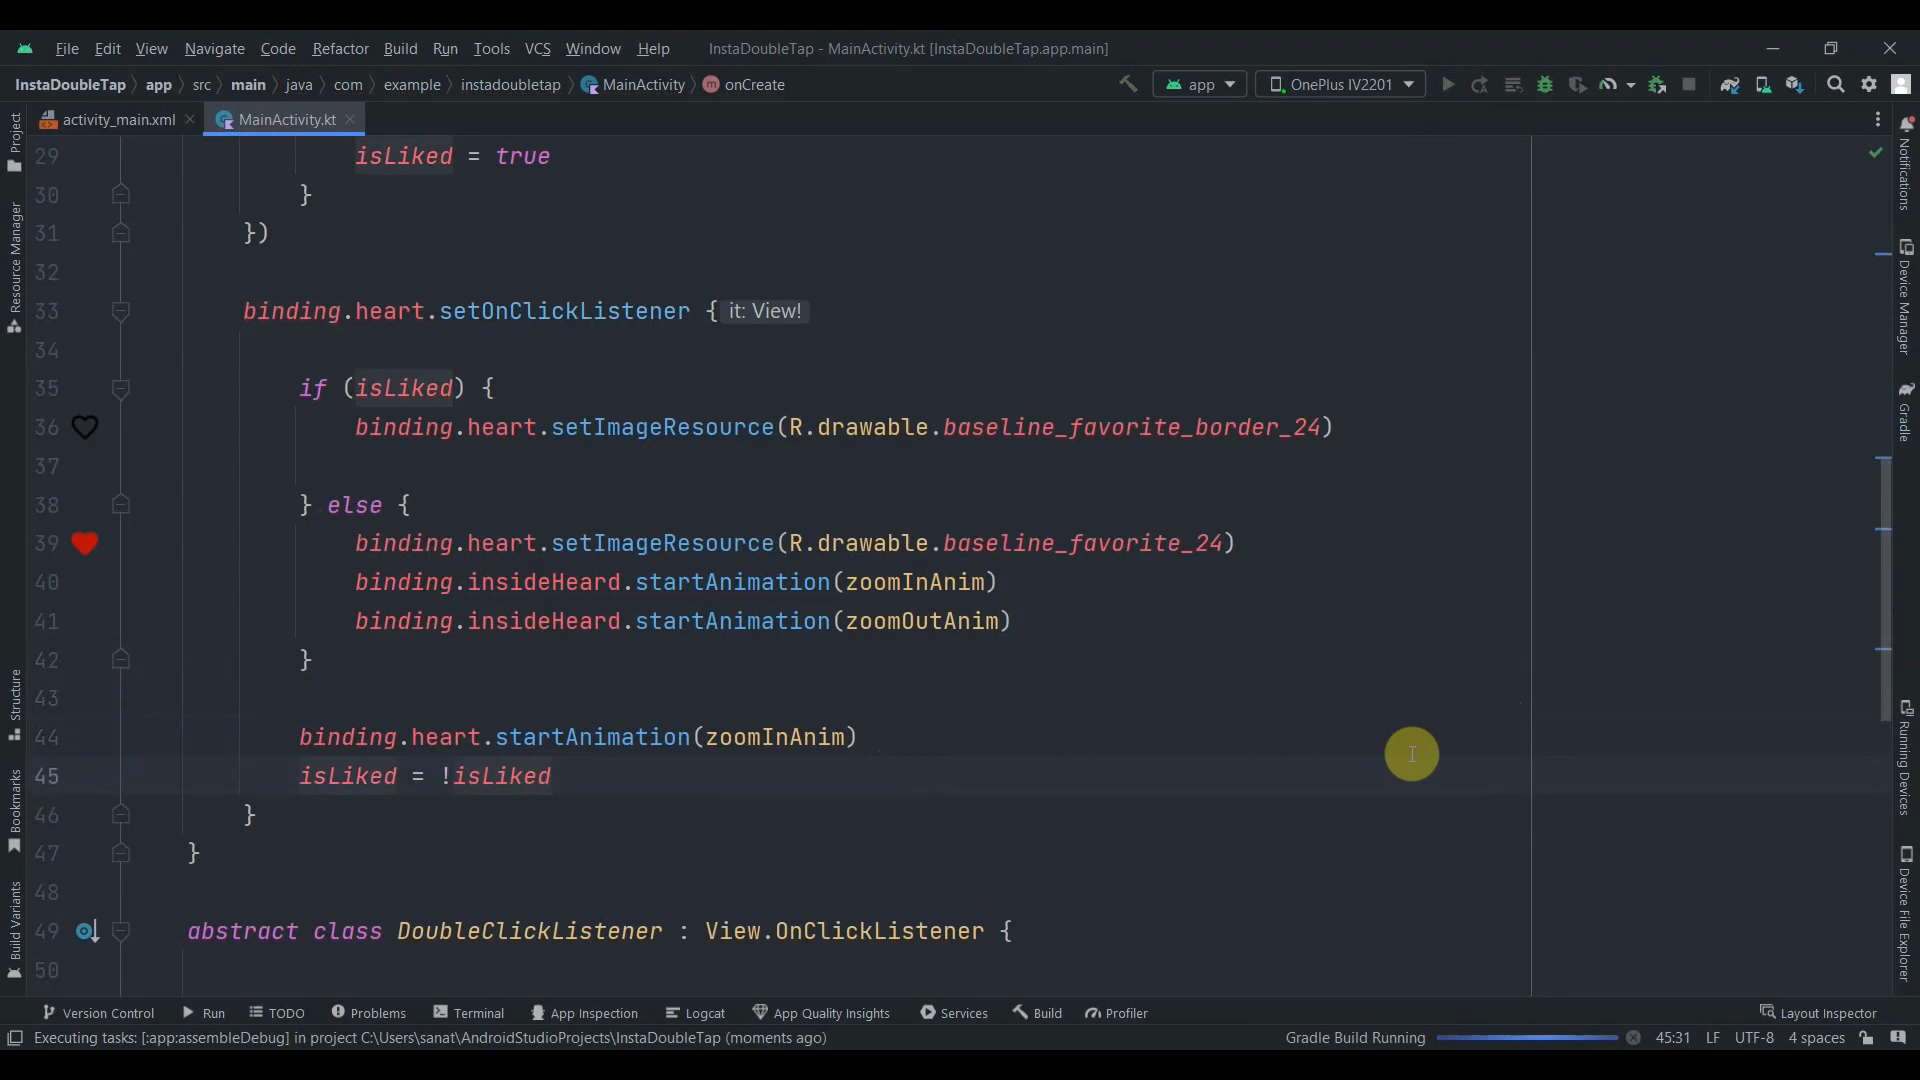 File Edit View Navigate Code Refactor Build Run Tools VCS Window Help InstaDoubleTap - MainActivity.kt [InstaDoubleTap.app.main]
InstaDoubleTap app src main java com example instadoubletap MainActivity onCreate app OnePlus IV2201
activity_main.xml MainActivity.kt
29 isLiked = true
30 }
31 })
32
33 binding.heart.setOnClickListener { it: View!
34
35 if (isLiked) {
36 binding.heart.setImageResource(R.drawable.baseline_favorite_border_24)
37
38 } else {
39 binding.heart.setImageResource(R.drawable.baseline_favorite_24)
40 binding.insideHeard.startAnimation(zoomInAnim)
41 binding.insideHeard.startAnimation(zoomOutAnim)
42 }
43
44 binding.heart.startAnimation(zoomInAnim)
45 isLiked = !isLiked
46 }
47 }
48
49 abstract class DoubleClickListener : View.OnClickListener {
50
Project
Resource Manager
Structure
Bookmarks
Build Variants
Notifications
Device Manager
Gradle
Running Devices
Device File Explorer
Version Control Run TODO Problems Terminal App Inspection Logcat App Quality Insights Services Build Profiler Layout Inspector
Executing tasks: [:app:assembleDebug] in project C:\Users\sanat\AndroidStudioProjects\InstaDoubleTap (moments ago) Gradle Build Running 45:31 LF UTF-8 4 spaces